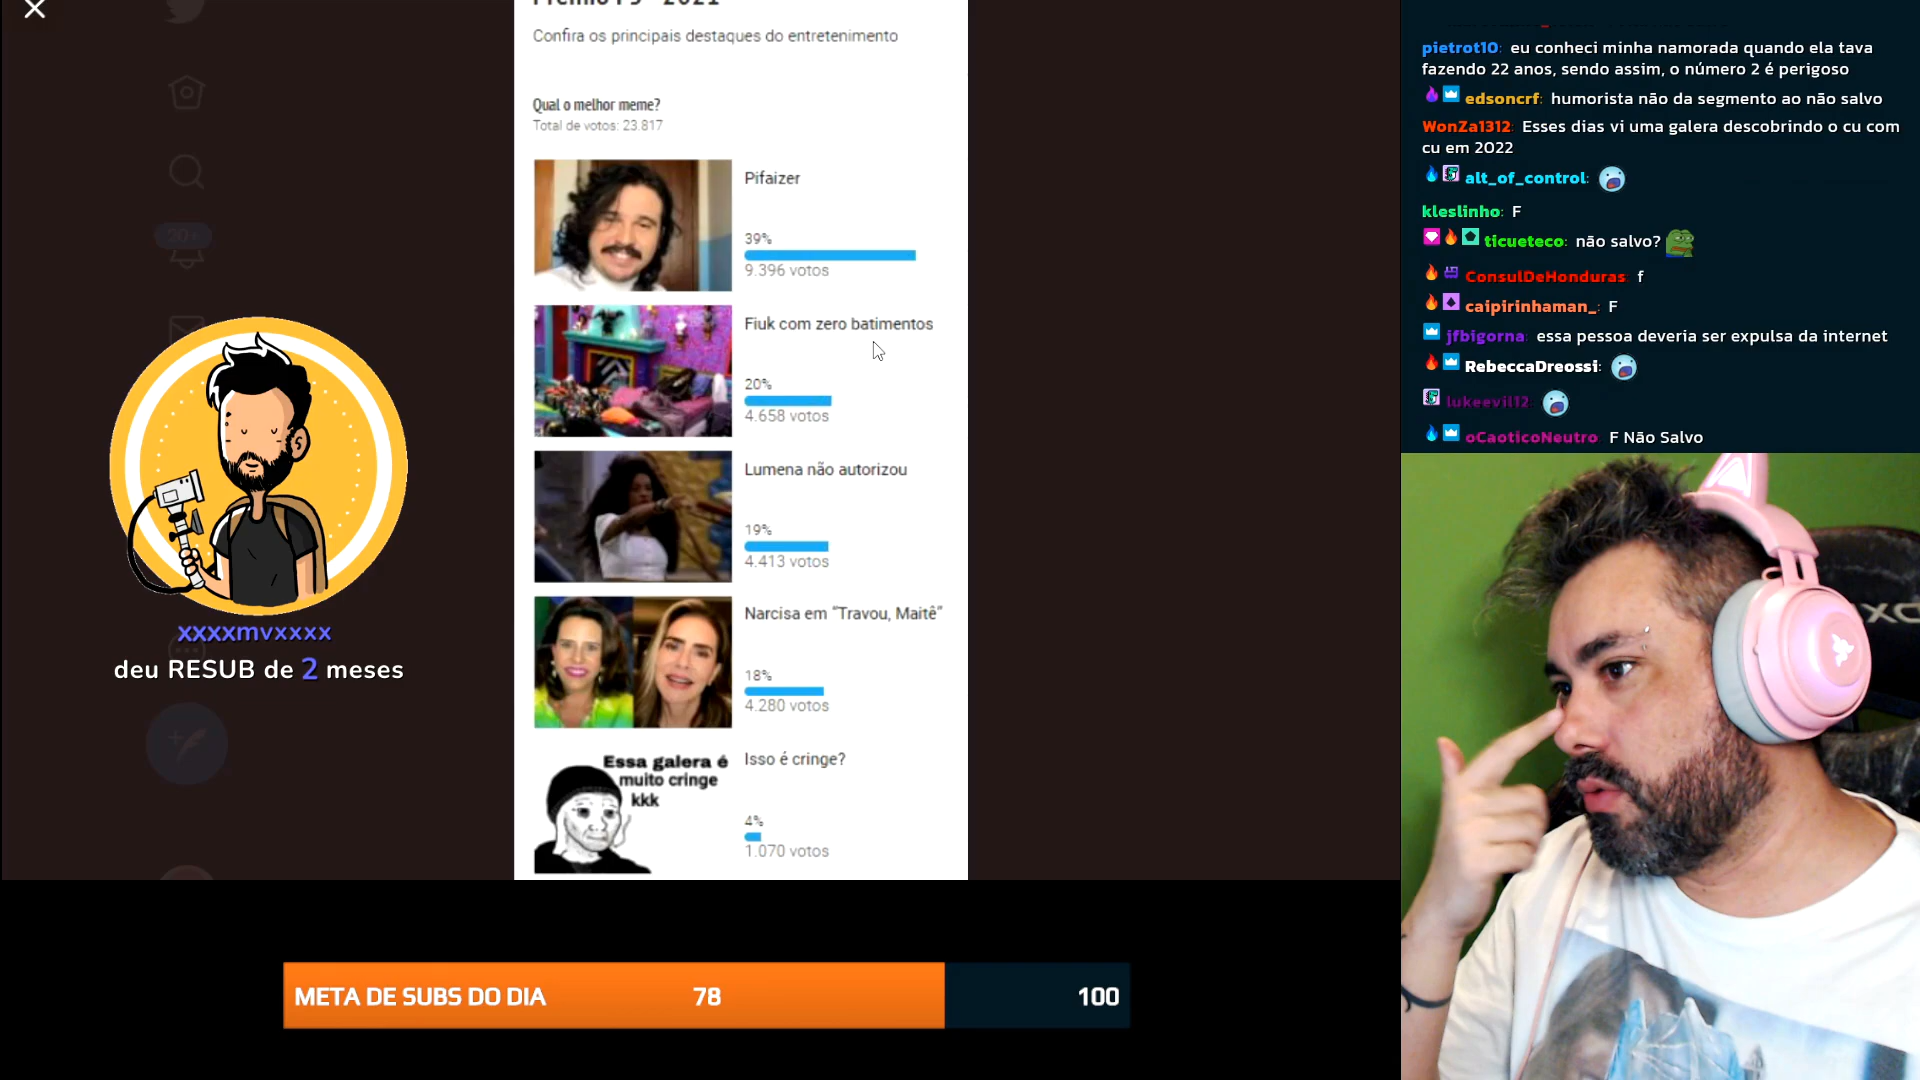 Confira os principais destaques do entretenimento
Qual o melhor meme?
Total de votos: 23.817
Pifaizer
39%
9.396 votos
Fiuk com zero batimentos
20%
4.658 votos
Lumena não autorizou
19%
4.413 votos
Narcisa em “Travou, Maitê”
18%
4.280 votos
Essa galera é
muito cringe
kkk
Isso é cringe?
4%
1.070 votos
20+
xxxxmvxxxx
deu RESUB de 2 meses
META DE SUBS DO DIA 78 100
pietrot10: eu conheci minha namorada quando ela tava
fazendo 22 anos, sendo assim, o número 2 é perigoso
edsoncrf: humorista não da segmento ao não salvo
WonZa1312: Esses dias vi uma galera descobrindo o cu com
cu em 2022
alt_of_control:
kleslinho: F
ticueteco: não salvo?
ConsulDeHonduras: f
caipirinhaman_: F
jfbigorna: essa pessoa deveria ser expulsa da internet
RebeccaDreossi:
lukeevil12:
oCaoticoNeutro: F Não Salvo